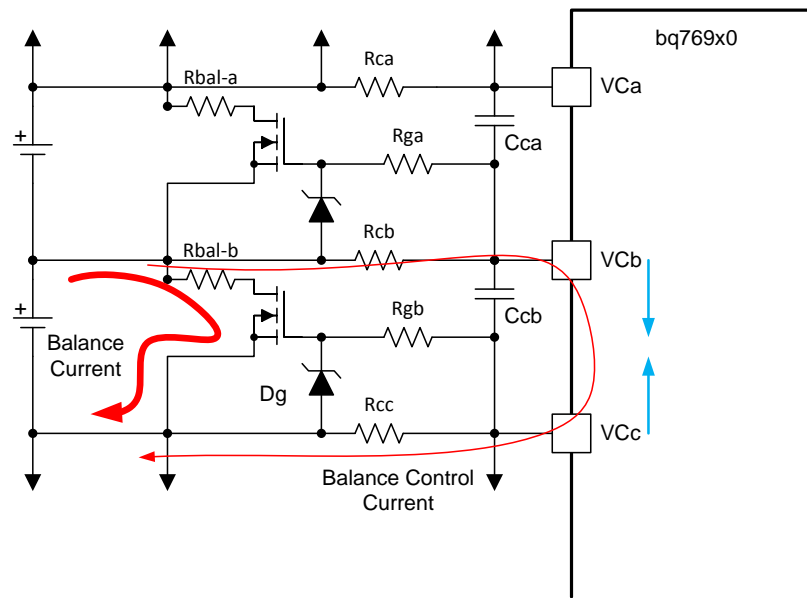 bq769x0
Rca
VCa
Rbal-a
+
Rga
Cca
Rbal-b
Rcb
VCb
+
Rgb
Ccb
Balance
Current
Dg
Rcc
VCc
Balance Control
Current